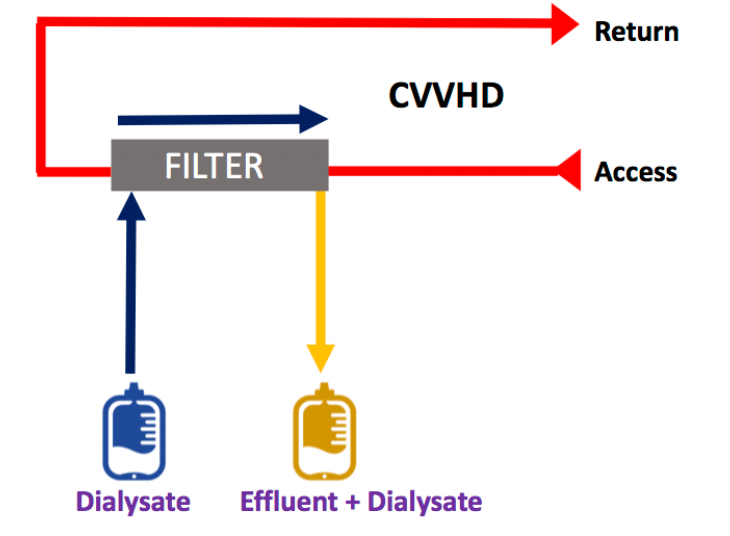 Return
CVVHD
FILTER
Access
Dialysate
Effluent + Dialysate